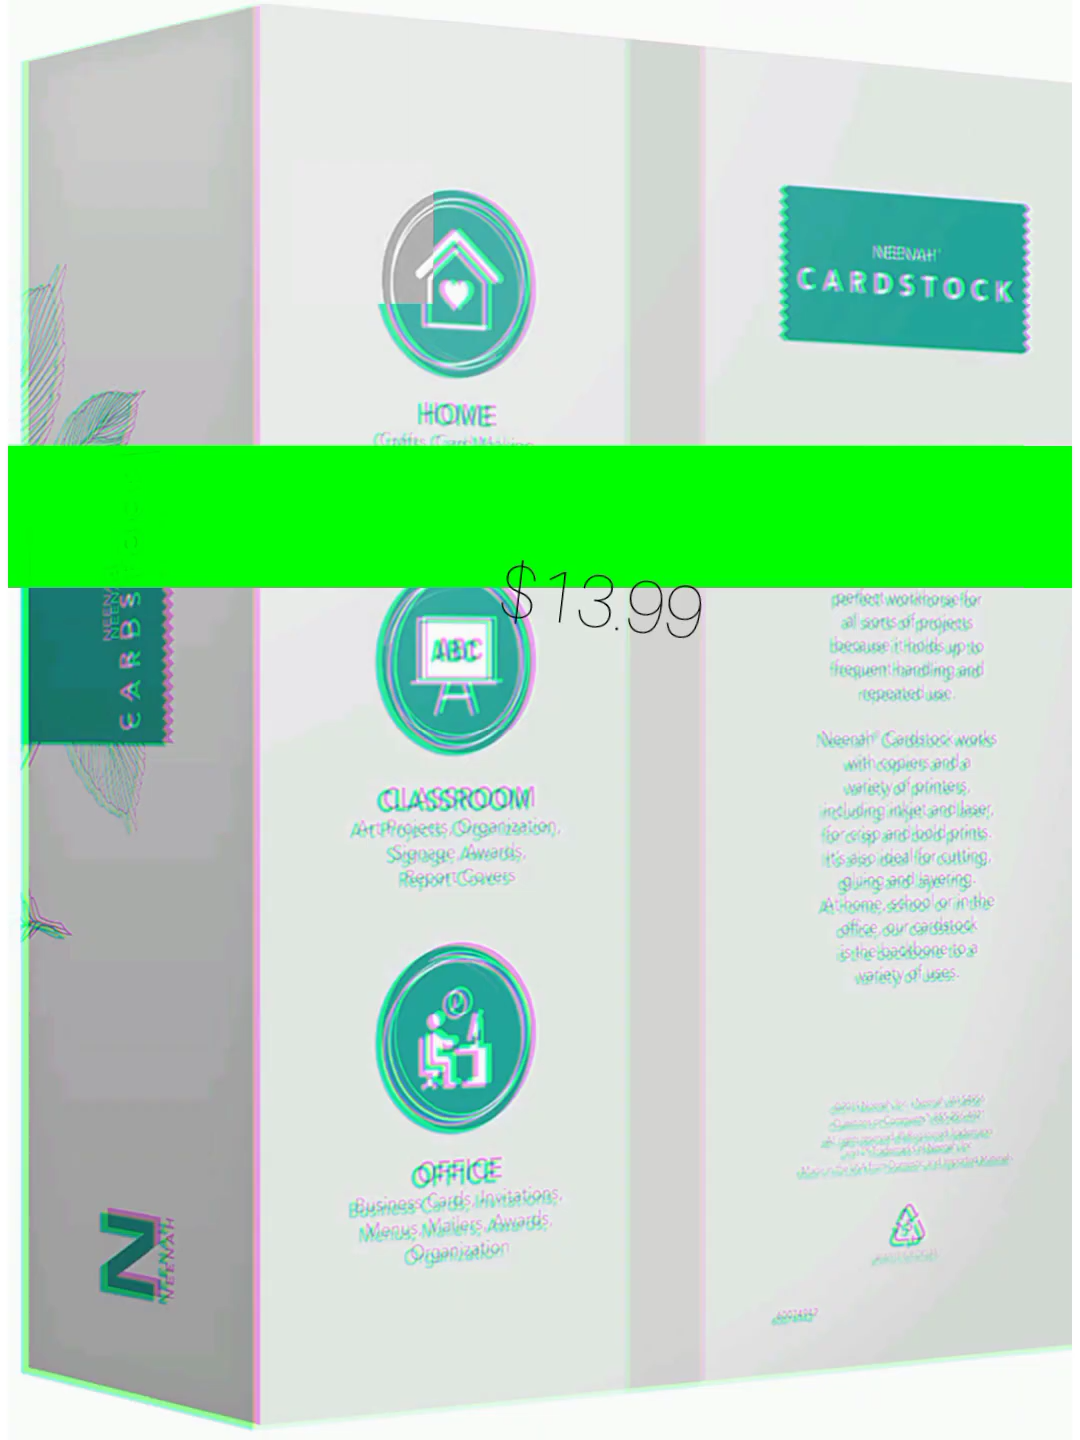 NEENAH®
CARDSTOCK
HOME
$13.99
NEENAH
CARDS
ABC
CLASSROOM
Art Projects, Organization,
Signage, Awards,
Report Covers
OFFICE
Business Cards, Invitations,
Menus, Mailers, Awards,
Organization
perfect workhorse for
all sorts of projects
because it holds up to
frequent handling and
repeated use.
Neenah® Cardstock works
with copiers and a
variety of printers,
including inkjet and laser,
for crisp and bold prints.
It's also ideal for cutting,
gluing and layering.
At home, school or in the
office, our cardstock
is the backbone to a
variety of uses.
N
NEENAH